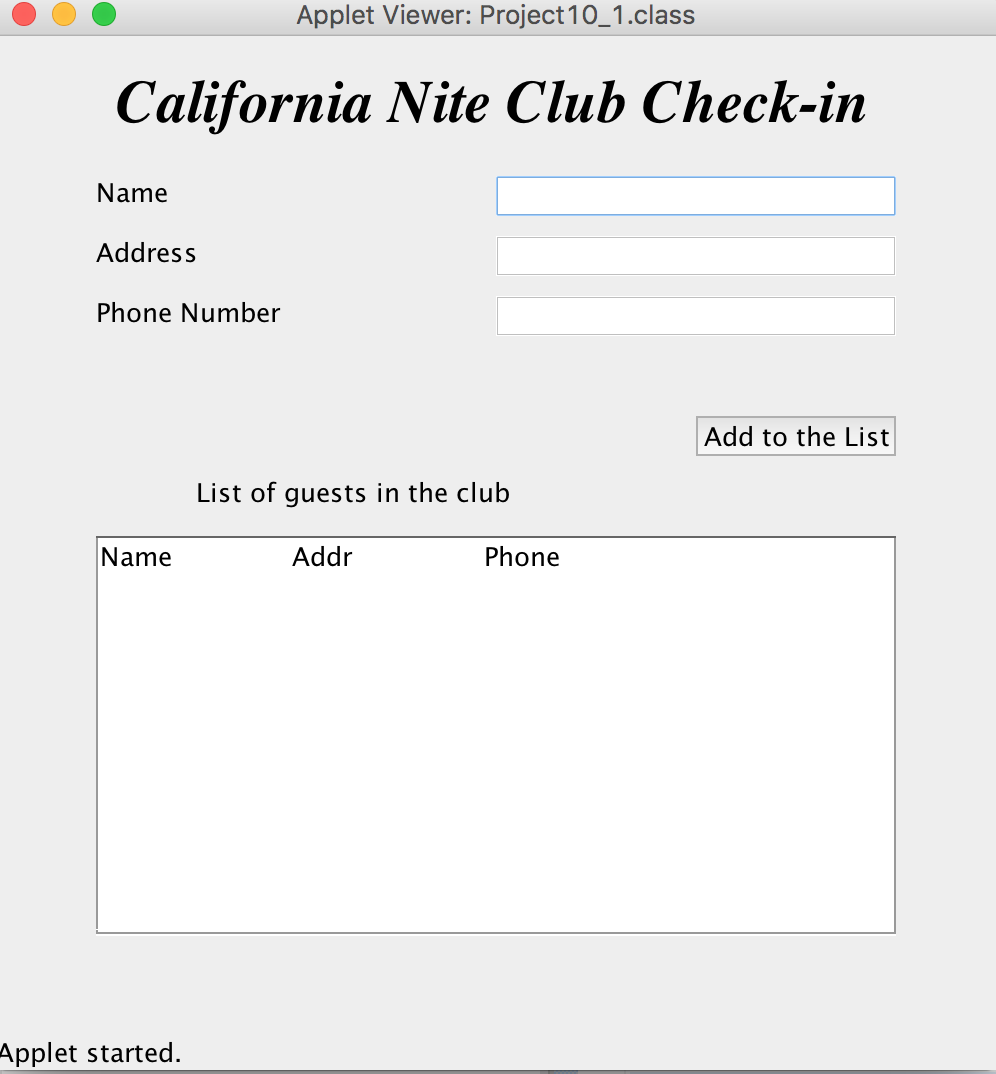 Applet Viewer: Project10_1.class
California Nite Club Check-in
Name
Address
Phone Number
Add to the List
List of guests in the club
Name Addr Phone
Applet started.